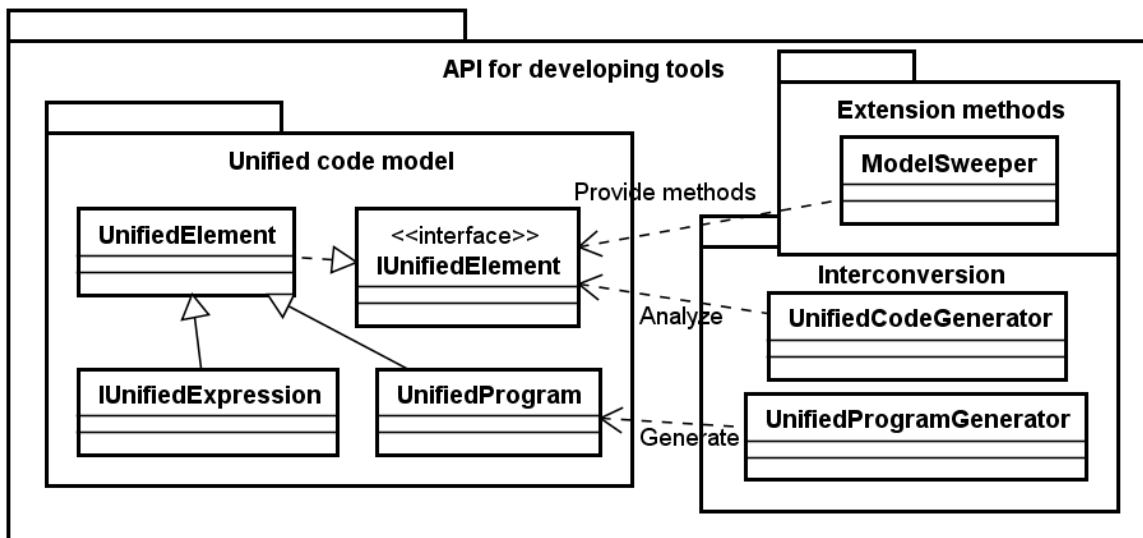 API for developing tools
Extension methods
ModelSweeper
Unified code model
Provide methods
UnifiedElement
<<interface>>
IUnifiedElement
Interconversion
Analyze
UnifiedCodeGenerator
IUnifiedExpression
UnifiedProgram
Generate
UnifiedProgramGenerator